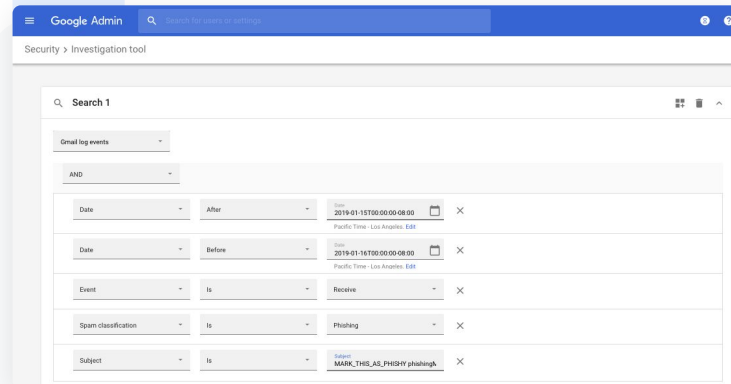 Google Admin
Search for users or settings
S
?
Security > Investigation tool
Search 1
Gmail log events
AND
Date After Date 2019-01-15T00:00:00-08:00
Pacific Time - Los Angeles. Edit
Date Before Date 2019-01-16T00:00:00-08:00
Pacific Time - Los Angeles. Edit
Event Is Receive
Spam classification Is Phishing
Subject Is Subject
MARK_THIS_AS_PHISHY